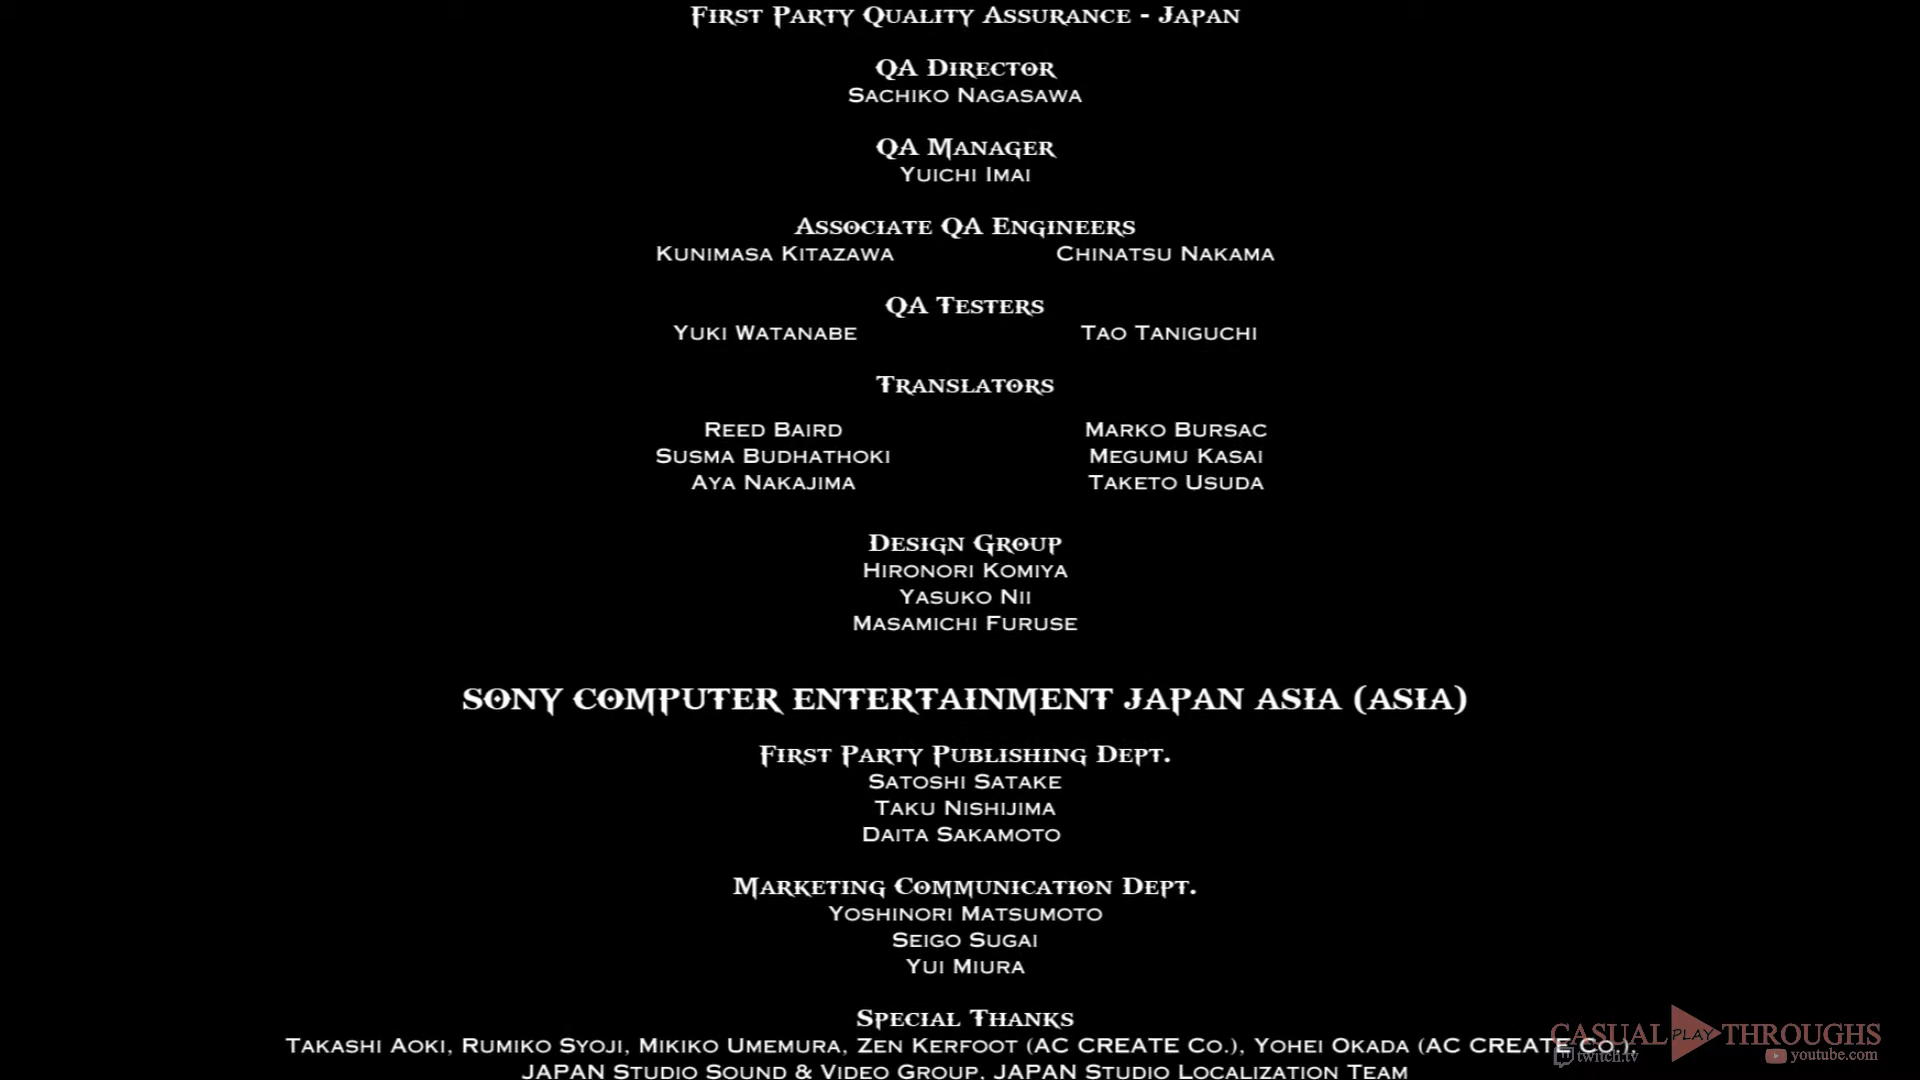 First Party Quality Assurance - Japan
QA Director
Sachiko Nagasawa
QA Manager
Yuichi Imai
Associate QA Engineers
Kunimasa Kitazawa Chinatsu Nakama
QA Testers
Yuki Watanabe Tao Taniguchi
Translators
Reed Baird Marko Bursac
Susma Budhathoki Megumu Kasai
Aya Nakajima Taketo Usuda
Design Group
Hironori Komiya
Yasuko Nii
Masamichi Furuse
SONY COMPUTER ENTERTAINMENT JAPAN ASIA (ASIA)
First Party Publishing Dept.
Satoshi Satake
Taku Nishijima
Daita Sakamoto
Marketing Communication Dept.
Yoshinori Matsumoto
Seigo Sugai
Yui Miura
Special Thanks
Takashi Aoki, Rumiko Syoji, Mikiko Umemura, Zen Kerfoot (AC CREATE Co.), Yohei Okada (AC CREATE Co.),
JAPAN Studio Sound & Video Group, JAPAN Studio Localization Team
CASUAL PLAY THROUGHS
twitch.tv youtube.com